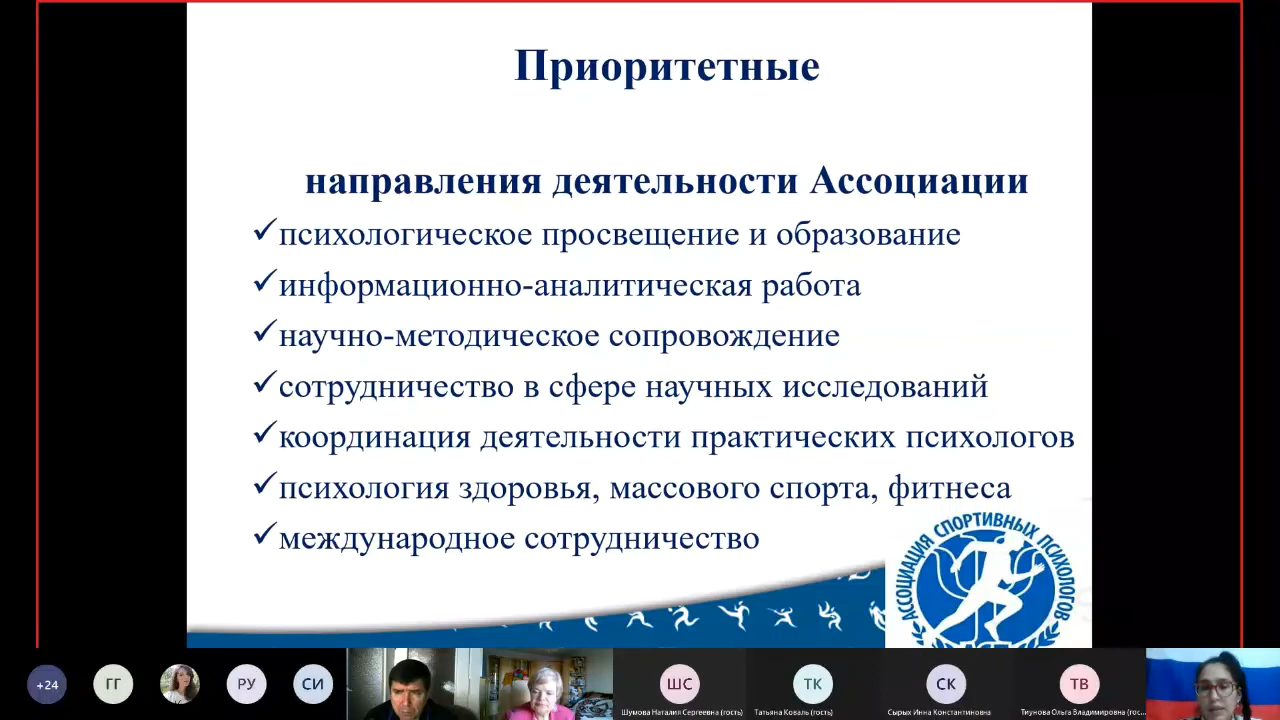 Приоритетные
направления деятельности Ассоциации
✓психологическое просвещение и образование
✓информационно-аналитическая работа
✓научно-методическое сопровождение
✓сотрудничество в сфере научных исследований
✓координация деятельности практических психологов
✓психология здоровья, массового спорта, фитнеса
✓международное сотрудничество
АССОЦИАЦИЯ СПОРТИВНЫХ ПСИХОЛОГОВ
+24
ГГ
РУ
СИ
ШС
ТК
СК
ТВ
Шумова Наталия Сергеевна (гость)
Татьяна Коваль (гость)
Сырых Инна Константиновна
Тиунова Ольга Владимировна (гос...